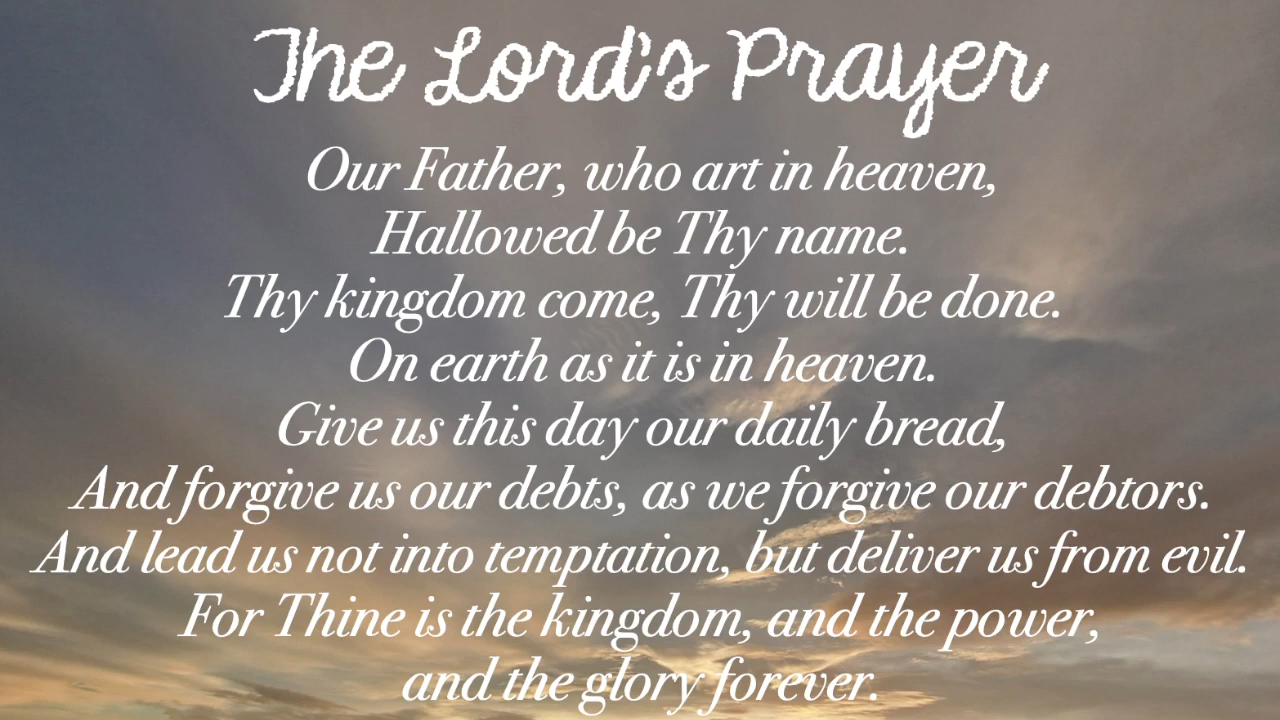 The Lord's Prayer
Our Father, who art in heaven,
Hallowed be Thy name.
Thy kingdom come, Thy will be done.
On earth as it is in heaven.
Give us this day our daily bread,
And forgive us our debts, as we forgive our debtors.
And lead us not into temptation, but deliver us from evil.
For Thine is the kingdom, and the power,
and the glory forever.